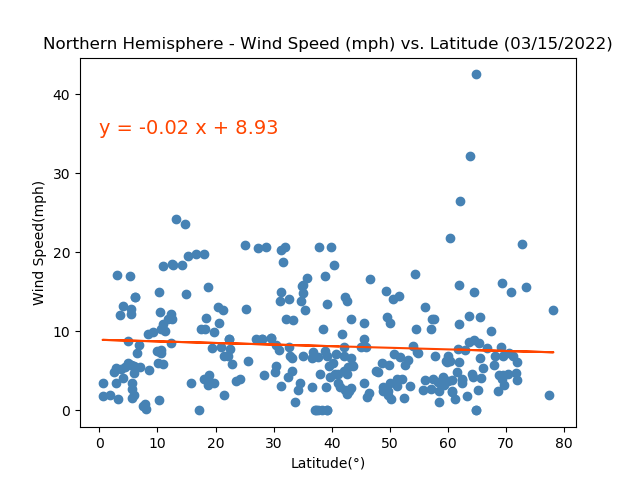 Northern Hemisphere - Wind Speed (mph) vs. Latitude (03/15/2022)
y = -0.02 x + 8.93
Wind Speed(mph)
40
30
20
10
0
0 10 20 30 40 50 60 70 80
Latitude(°)